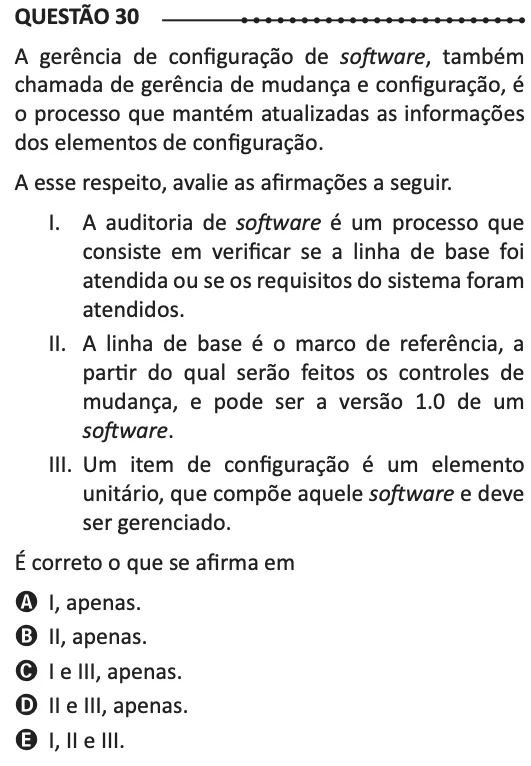 QUESTÃO 30
A gerência de configuração de software, também
chamada de gerência de mudança e configuração, é
o processo que mantém atualizadas as informações
dos elementos de configuração.
A esse respeito, avalie as afirmações a seguir.
I. A auditoria de software é um processo que
consiste em verificar se a linha de base foi
atendida ou se os requisitos do sistema foram
atendidos.
II. A linha de base é o marco de referência, a
partir do qual serão feitos os controles de
mudança, e pode ser a versão 1.0 de um
software.
III. Um item de configuração é um elemento
unitário, que compõe aquele software e deve
ser gerenciado.
É correto o que se afirma em
A I, apenas.
B II, apenas.
C I e III, apenas.
D II e III, apenas.
E I, II e III.